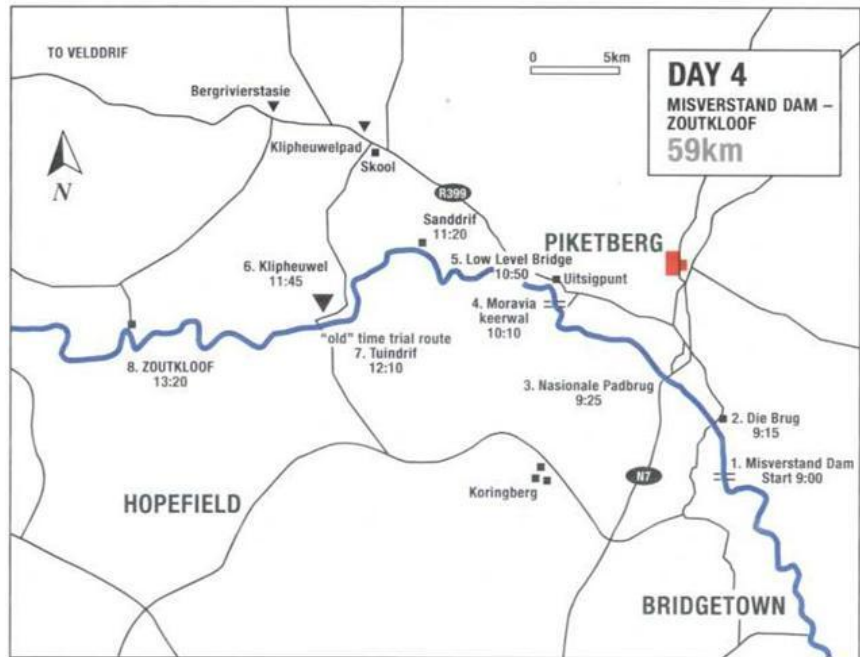 TO VELDDRIF
0 5km
DAY 4
MISVERSTAND DAM –
ZOUTKLOOF
59km
Bergrivierstasie
Klipheuwelpad
Skool
N
R399
Sanddrif
11:20
PIKETBERG
6. Klipheuwel
11:45
5. Low Level Bridge
10:50
Uitsigpunt
4. Moravia
keerwal
10:10
"old" time trial route
7. Tuindrif
12:10
8. ZOUTKLOOF
13:20
3. Nasionale Padbrug
9:25
2. Die Brug
9:15
1. Misverstand Dam
Start 9:00
N7
Koringberg
HOPEFIELD
BRIDGETOWN